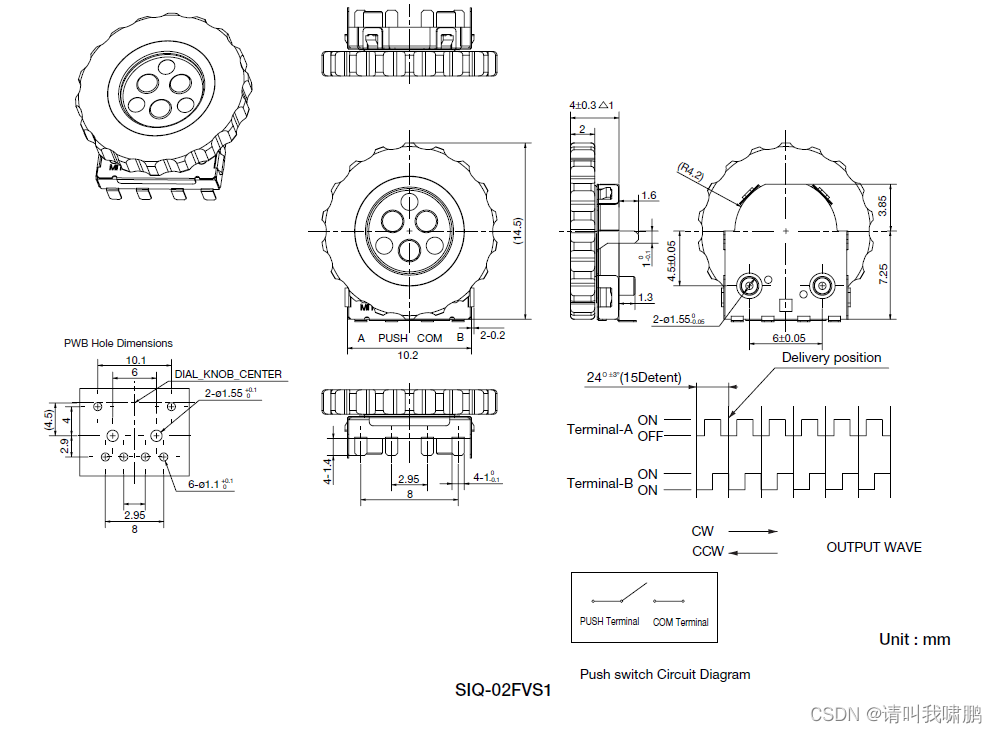 4±0.3 △1
2
1.6
1 0 -0.1
1.3
(14.5)
A PUSH COM B
2-0.2
10.2
(R4.2)
3.85
7.25
4.5±0.05
2-ø1.55 0 -0.05
6±0.05
PWB Hole Dimensions
10.1
6
DIAL_KNOB_CENTER
2-ø1.55 +0.1 0
(4.5)
4
2.9
6-ø1.1 +0.1 0
2.95
8
4-1.4
2.95
8
4-1 0 -0.1
Delivery position
24° ±3°(15Detent)
Terminal-A ON
OFF
Terminal-B ON
ON
CW
CCW
OUTPUT WAVE
PUSH Terminal COM Terminal
Unit : mm
Push switch Circuit Diagram
SIQ-02FVS1
CSDN @请叫我啸鹏